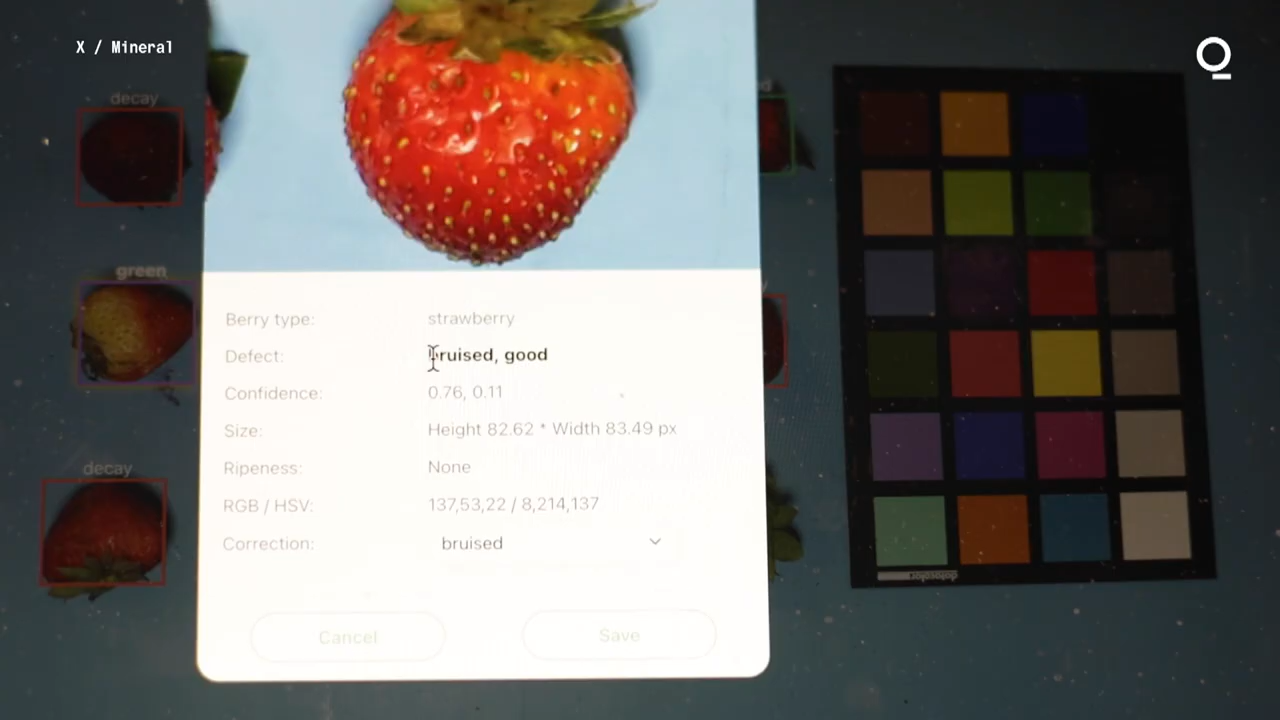 X / Mineral
decay
green
decay
Berry type: strawberry
Defect: bruised, good
Confidence: 0.76, 0.11
Size: Height 82.62 * Width 83.49 px
Ripeness: None
RGB / HSV: 137,53,22 / 8,214,137
Correction: bruised
Cancel Save